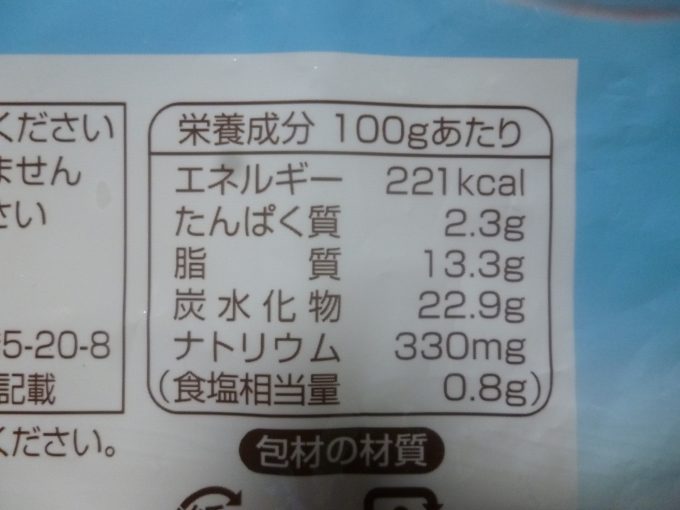 ください
ません
さい
5-20-8
記載
ください。
栄養成分 100gあたり
エネルギー 221kcal
たんぱく質 2.3g
脂質 13.3g
炭水化物 22.9g
ナトリウム 330mg
(食塩相当量 0.8g)
包材の材質